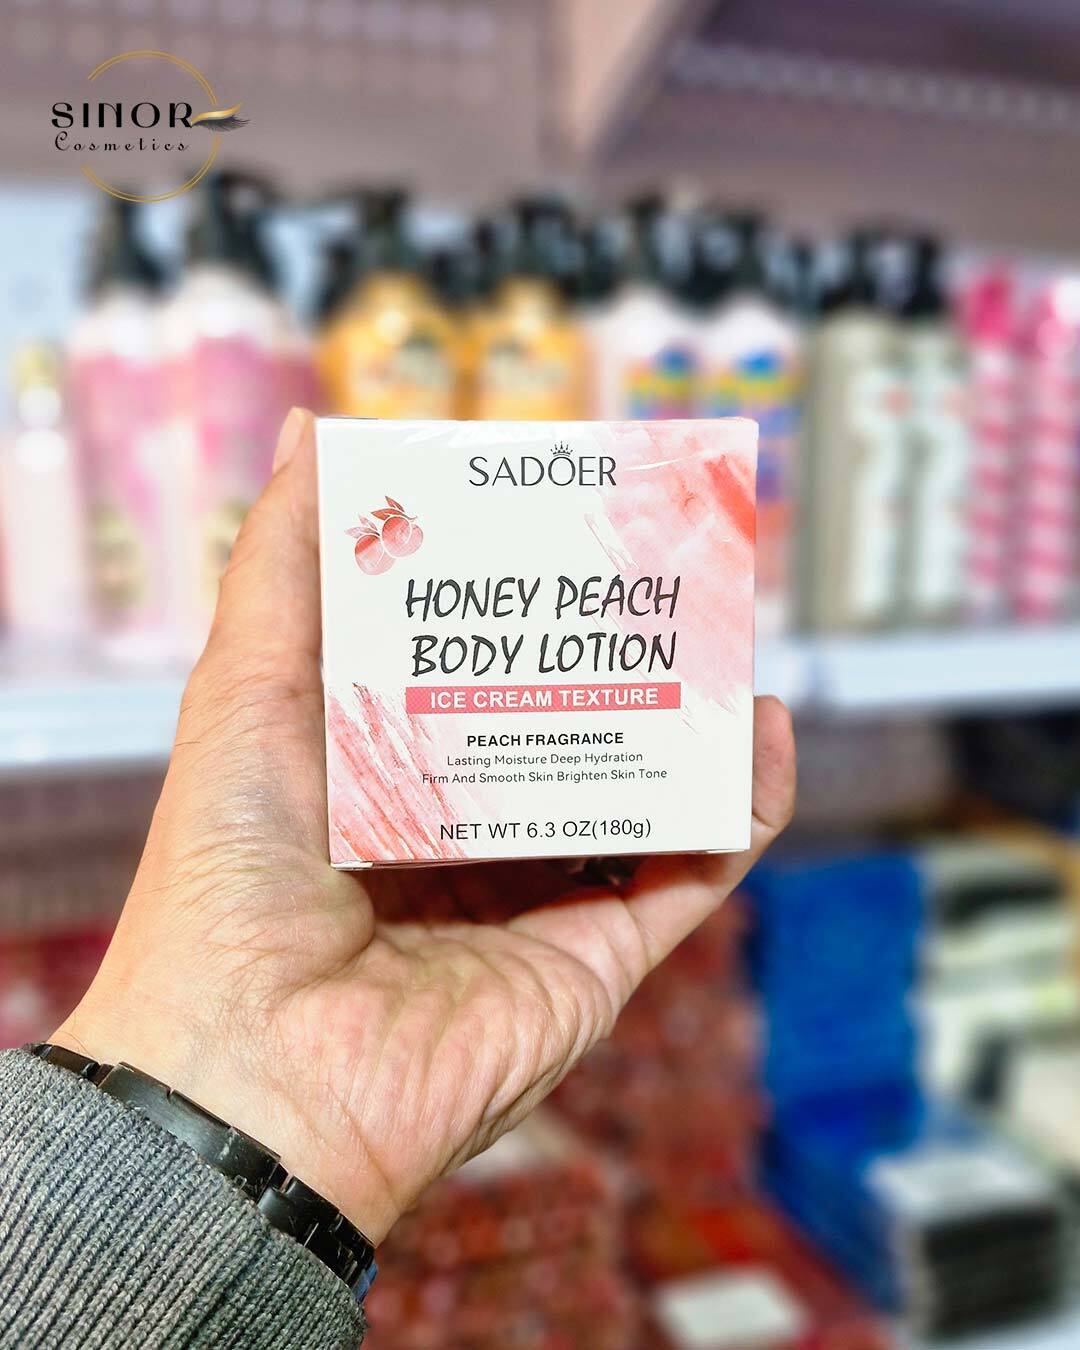 SINOR
Cosmetics
SADOER
HONEY PEACH
BODY LOTION
ICE CREAM TEXTURE
PEACH FRAGRANCE
Lasting Moisture Deep Hydration
Firm And Smooth Skin Brighten Skin Tone
NET WT 6.3 OZ(180g)